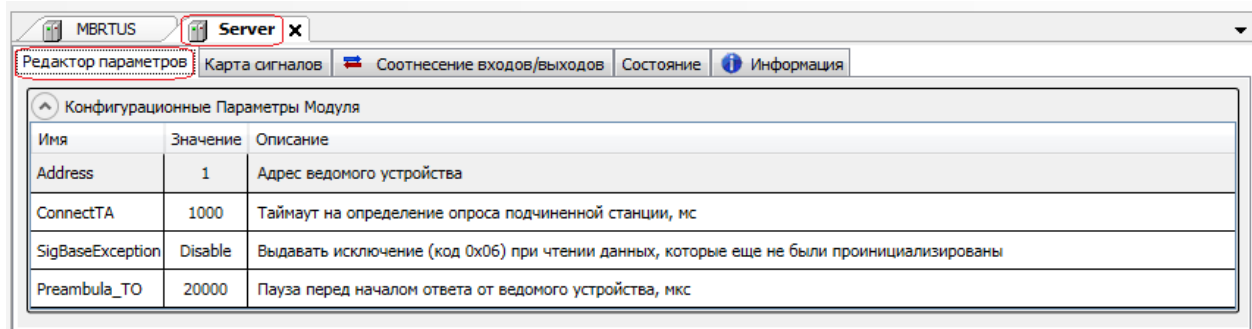 MBRTUS Server
Редактор параметров Карта сигналов Соотнесение входов/выходов Состояние Информация
Конфигурационные Параметры Модуля
Имя Значение Описание
Address 1 Адрес ведомого устройства
ConnectTA 1000 Таймаут на определение опроса подчиненной станции, мс
SigBaseException Disable Выдавать исключение (код 0x06) при чтении данных, которые еще не были проинициализированы
Preambula_TO 20000 Пауза перед началом ответа от ведомого устройства, мкс